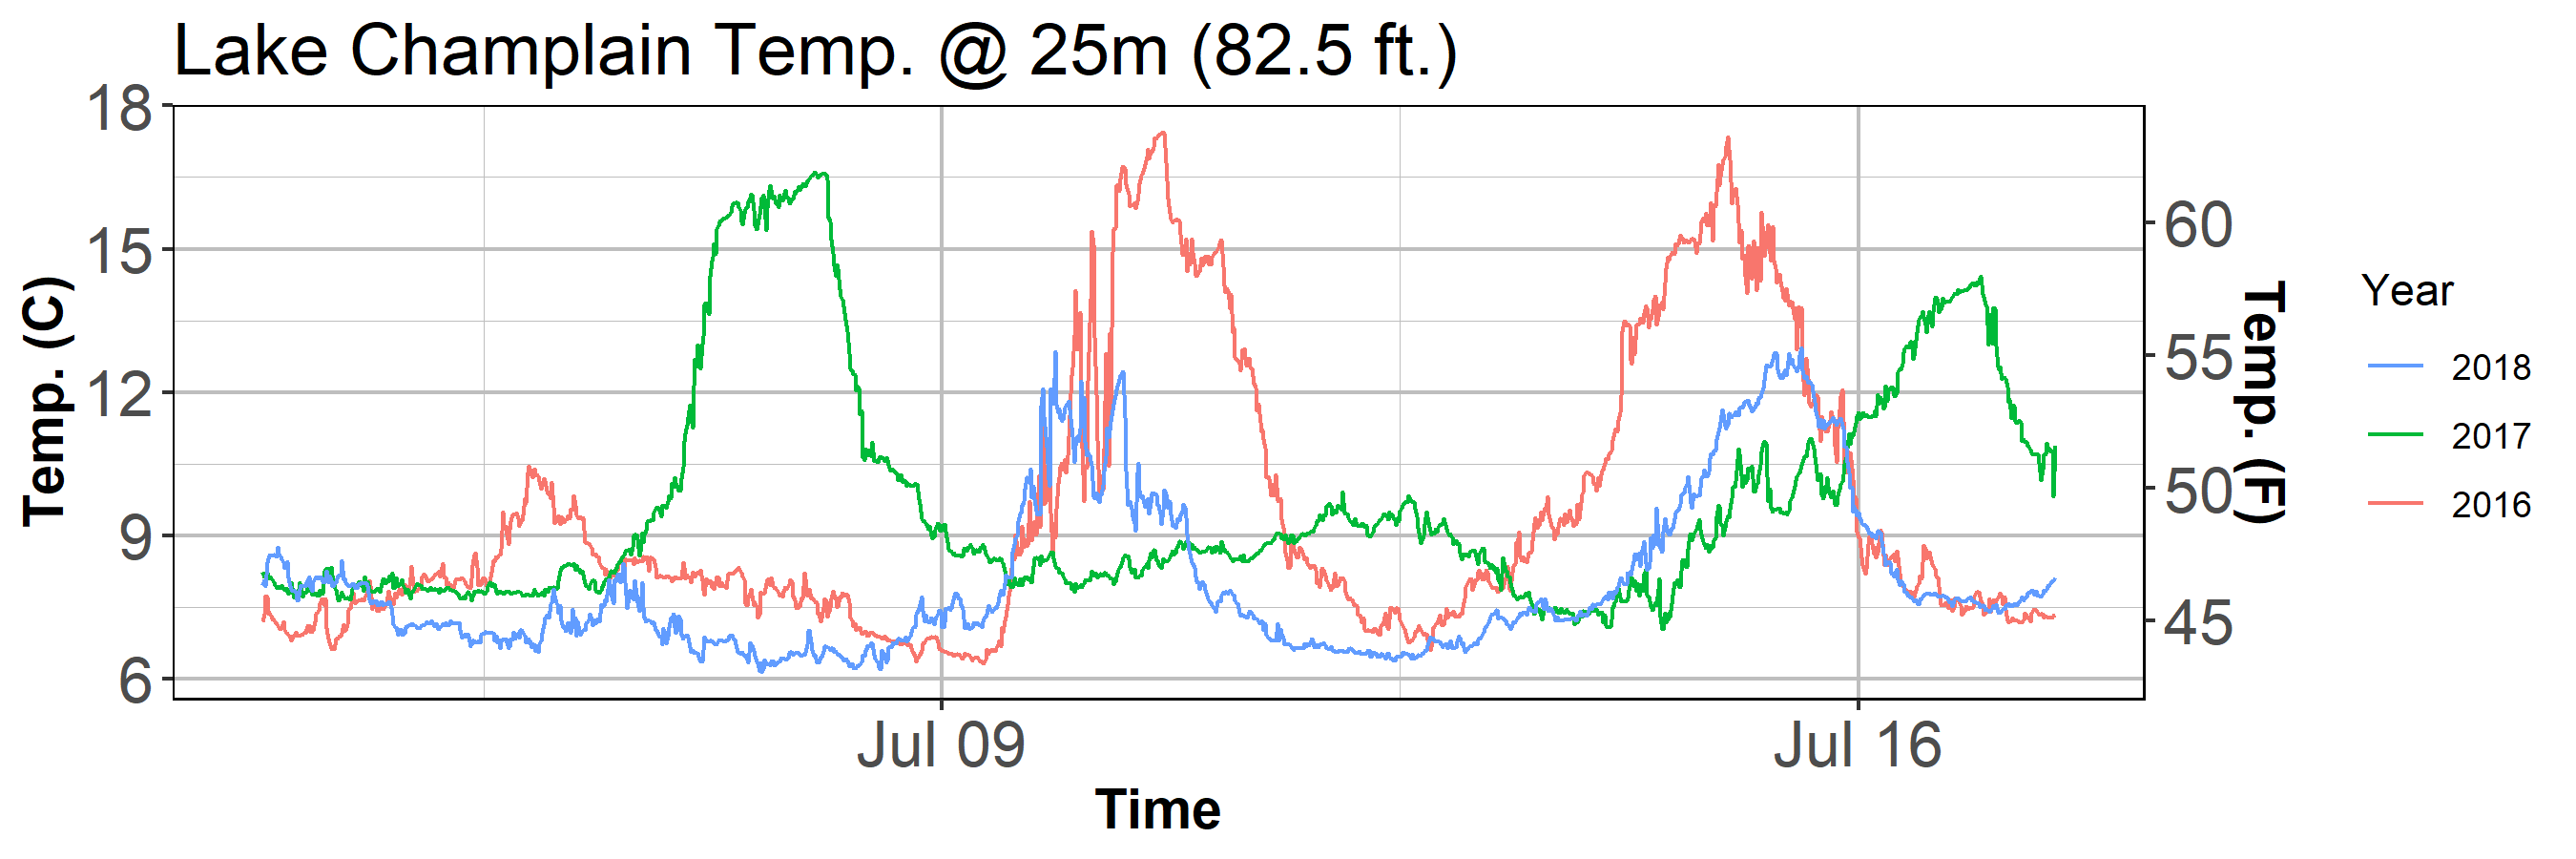 Lake Champlain Temp. @ 25m (82.5 ft.)
18
15
12
9
6
Temp. (C)
60
55
50
45
Temp. (F)
Jul 09
Jul 16
Time
Year
2018
2017
2016